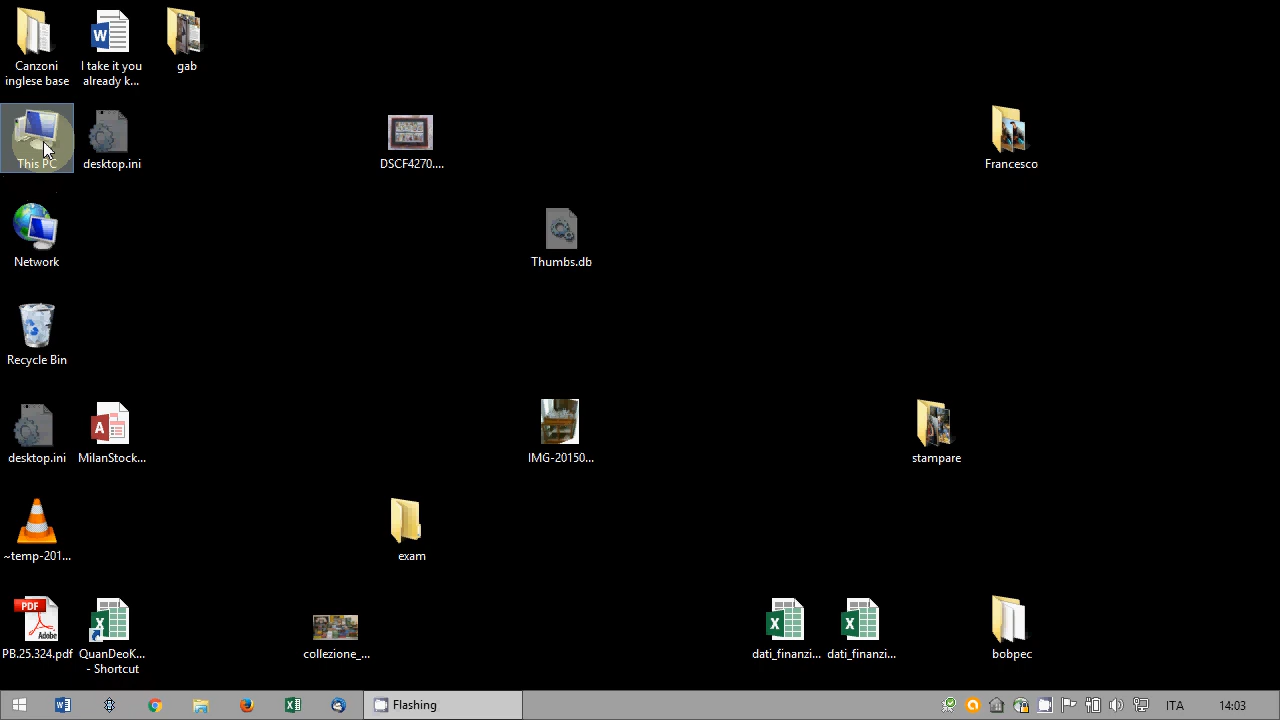 Canzoni
inglese base
I take it you
already k...
gab
This PC
desktop.ini
DSCF4270....
Francesco
Network
Thumbs.db
Recycle Bin
desktop.ini
MilanStock...
IMG-20150...
stampare
~temp-201...
exam
PDF
Adobe
PB.25.324.pdf
QuanDeoK...
- Shortcut
collezione_...
dati_finanzi...
dati_finanzi...
bobpec
Flashing
ITA
14:03